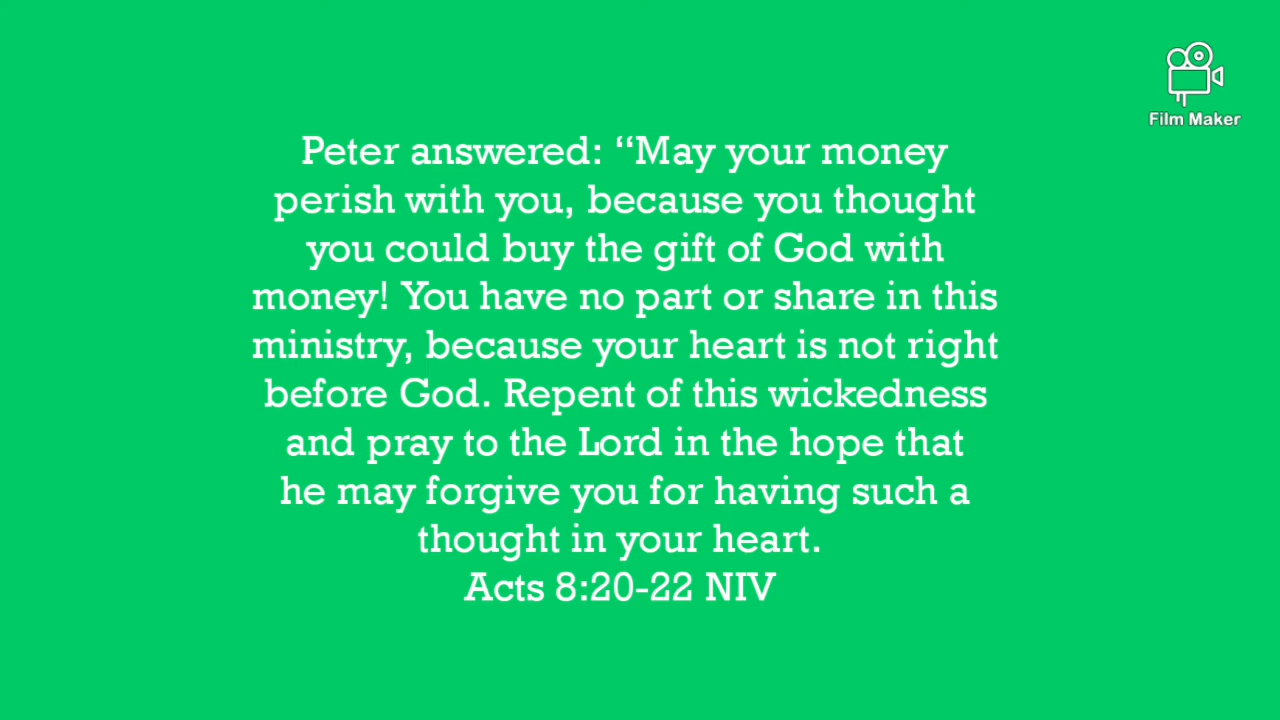 Film Maker
Peter answered: “May your money
perish with you, because you thought
you could buy the gift of God with
money! You have no part or share in this
ministry, because your heart is not right
before God. Repent of this wickedness
and pray to the Lord in the hope that
he may forgive you for having such a
thought in your heart.
Acts 8:20-22 NIV